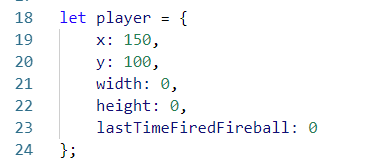 18 let player = {
19     x: 150,
20     y: 100,
21     width: 0,
22     height: 0,
23     lastTimeFiredFireball: 0
24 };